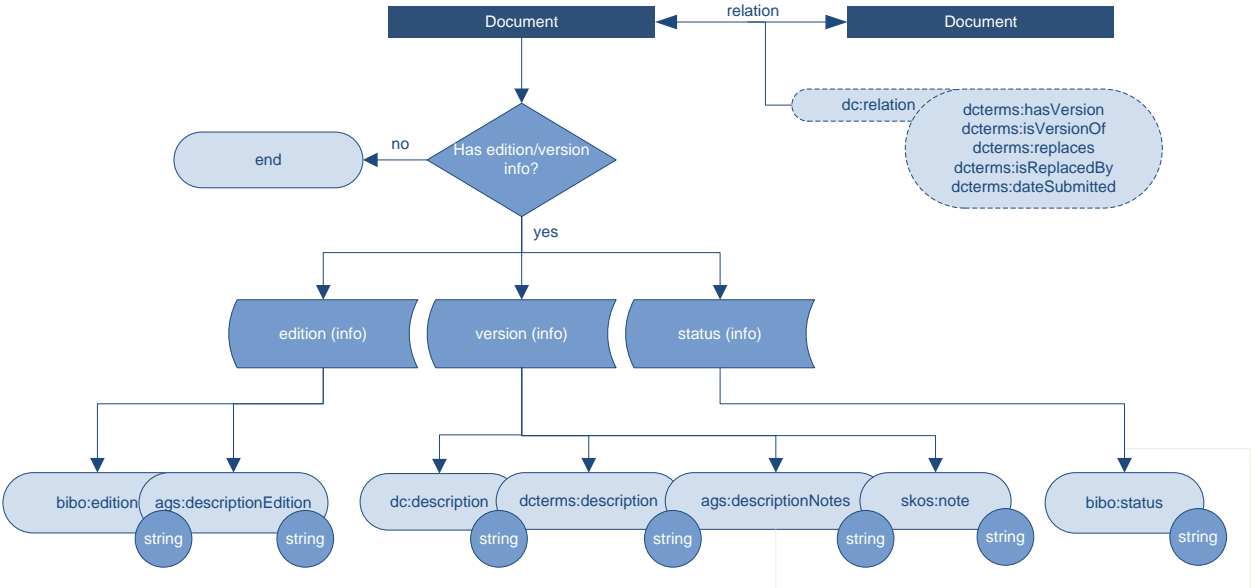 Document
relation
Document
dc:relation
dcterms:hasVersion
dcterms:isVersionOf
dcterms:replaces
dcterms:isReplacedBy
dcterms:dateSubmitted
Has edition/version
info?
no
end
yes
edition (info)
version (info)
status (info)
bibo:edition
ags:descriptionEdition
dc:description
dcterms:description
ags:descriptionNotes
skos:note
bibo:status
string
string
string
string
string
string
string